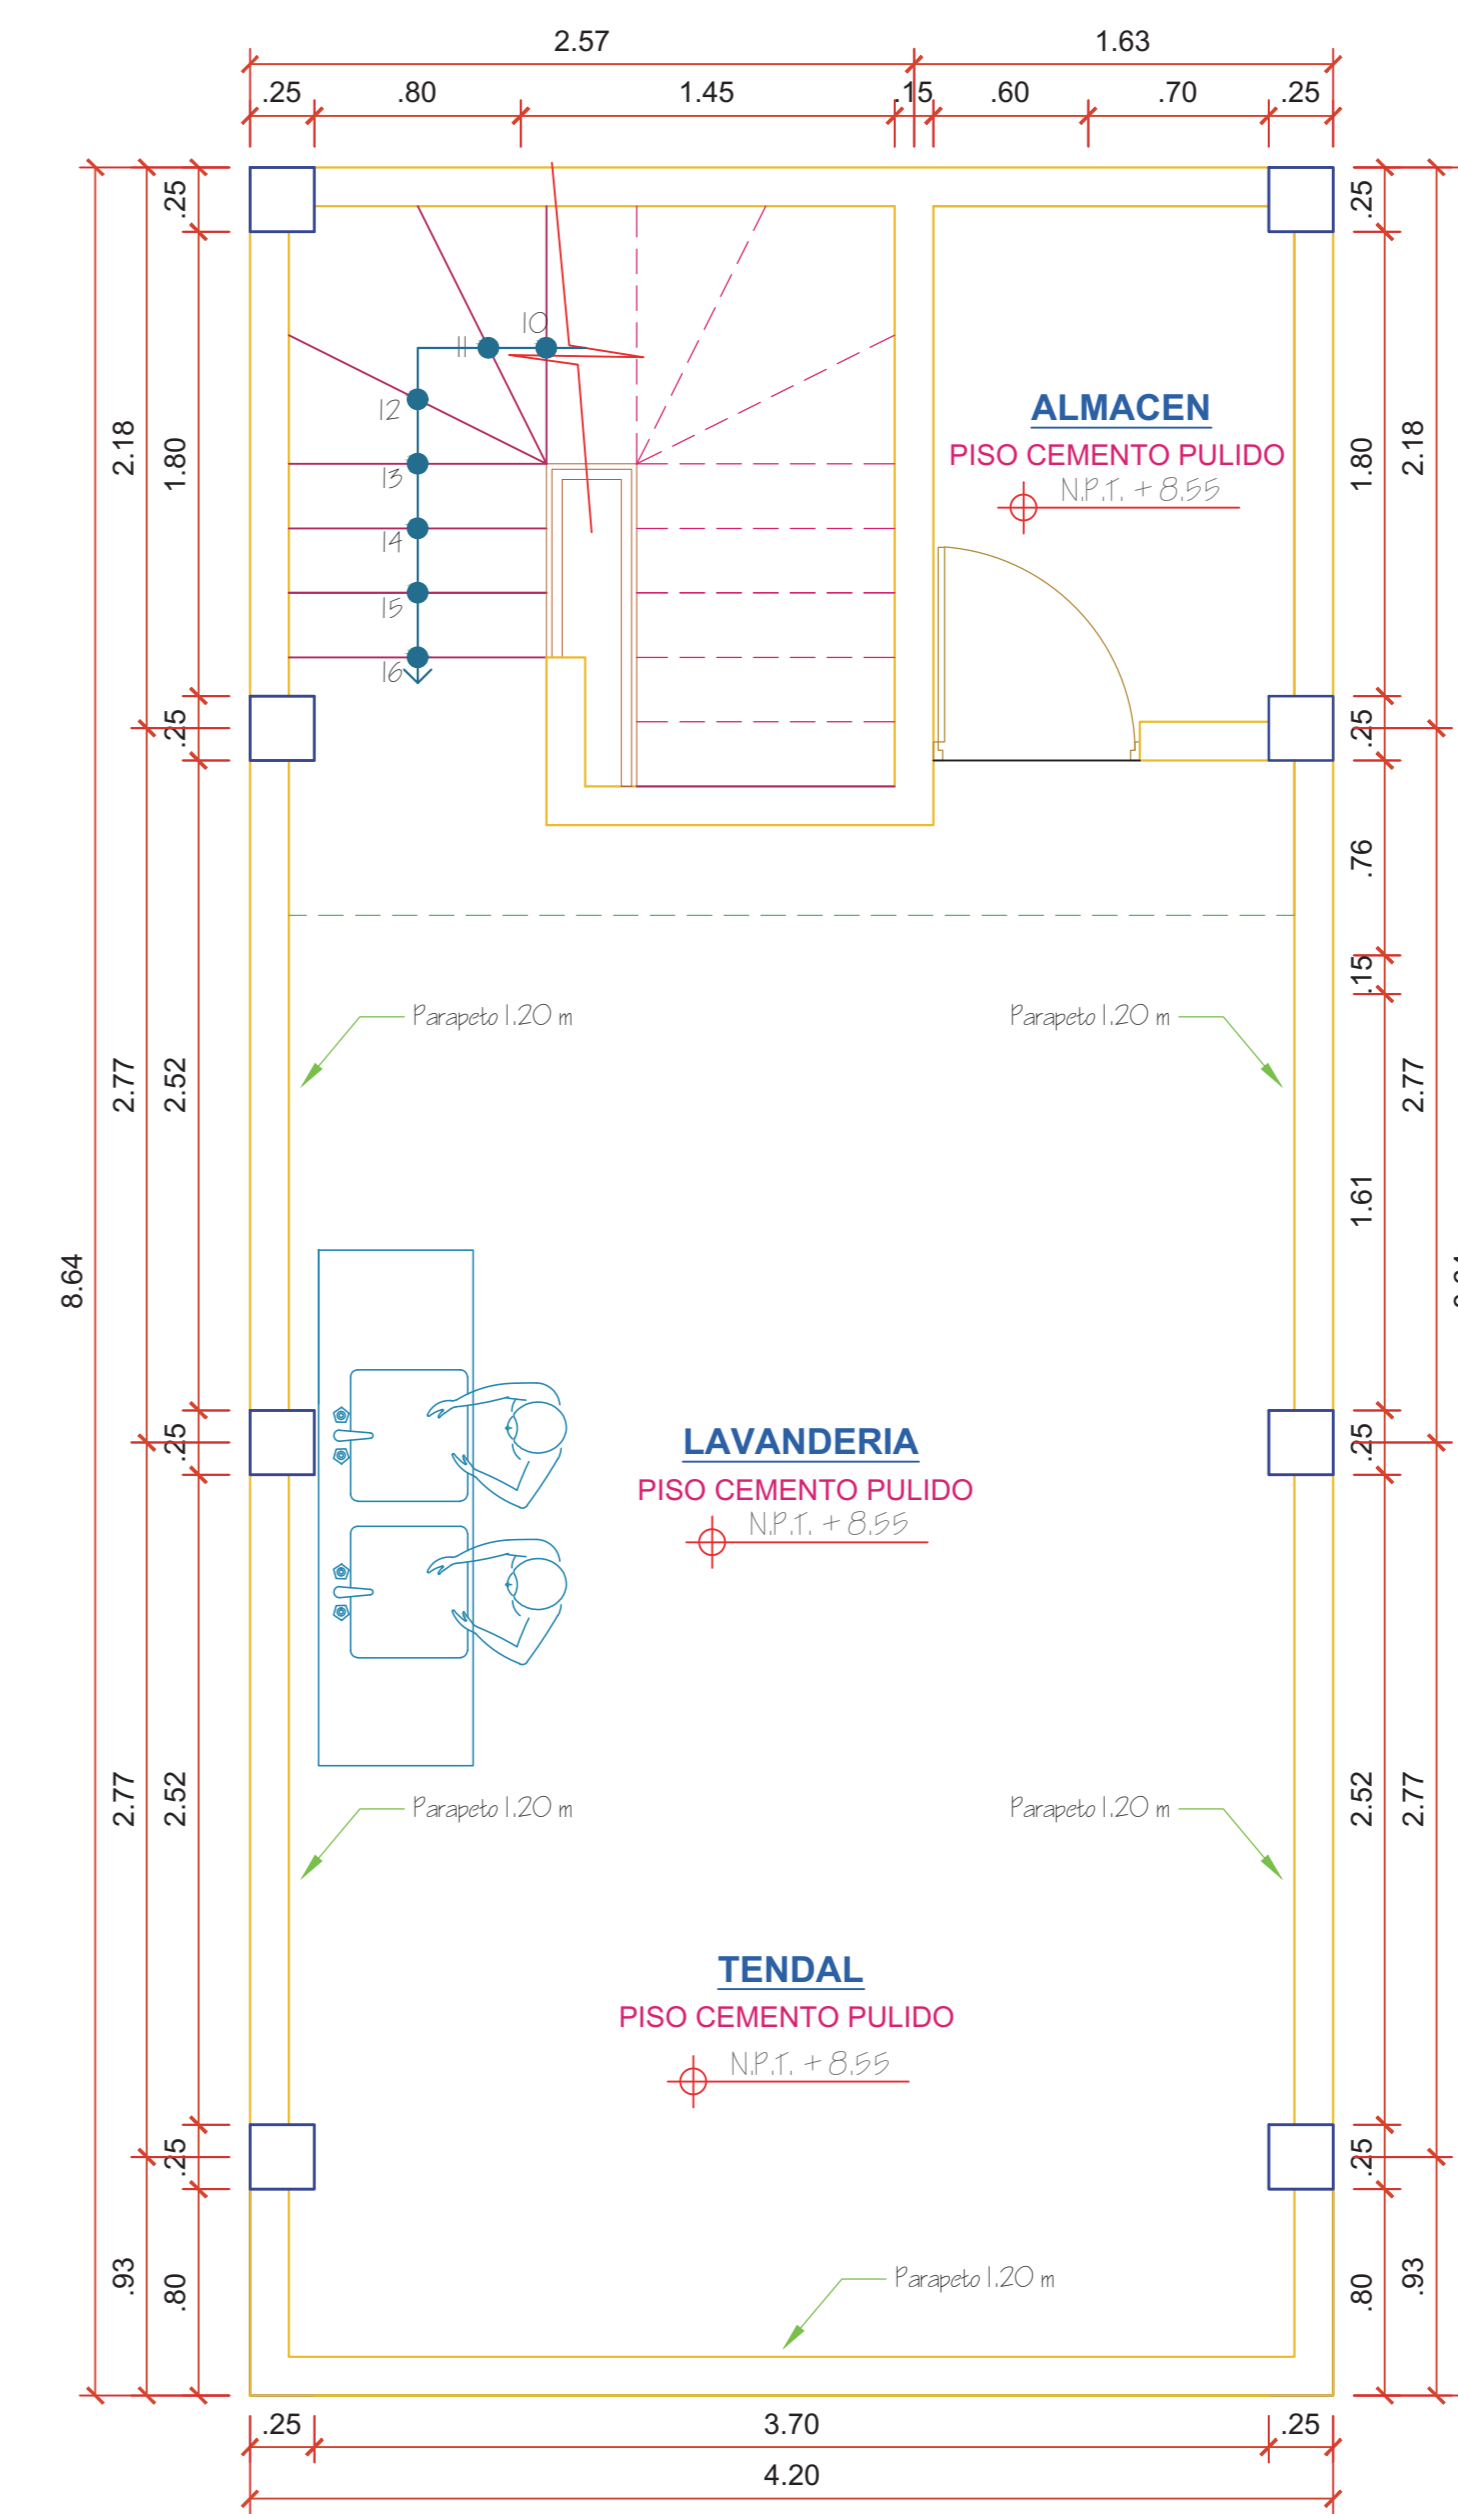 2.57 1.63
.25 .80 1.45 .15 .60 .70 .25
.25 .25
10
11
12
ALMACEN
2.18 1.80 1.80 2.18
13
PISO CEMENTO PULIDO
N.P.T. +8.55
14
15
16
.25 .25
.76
.15
Parapeto 1.20 m Parapeto 1.20 m
2.77 2.52 2.77
1.61
8.64
.25 .25
LAVANDERIA
PISO CEMENTO PULIDO
N.P.T. +8.55
2.77 2.52 2.52 2.77
Parapeto 1.20 m Parapeto 1.20 m
TENDAL
PISO CEMENTO PULIDO
N.P.T. +8.55
.25 .25
.93 .80 .80 .93
Parapeto 1.20 m
.25 3.70 .25
4.20